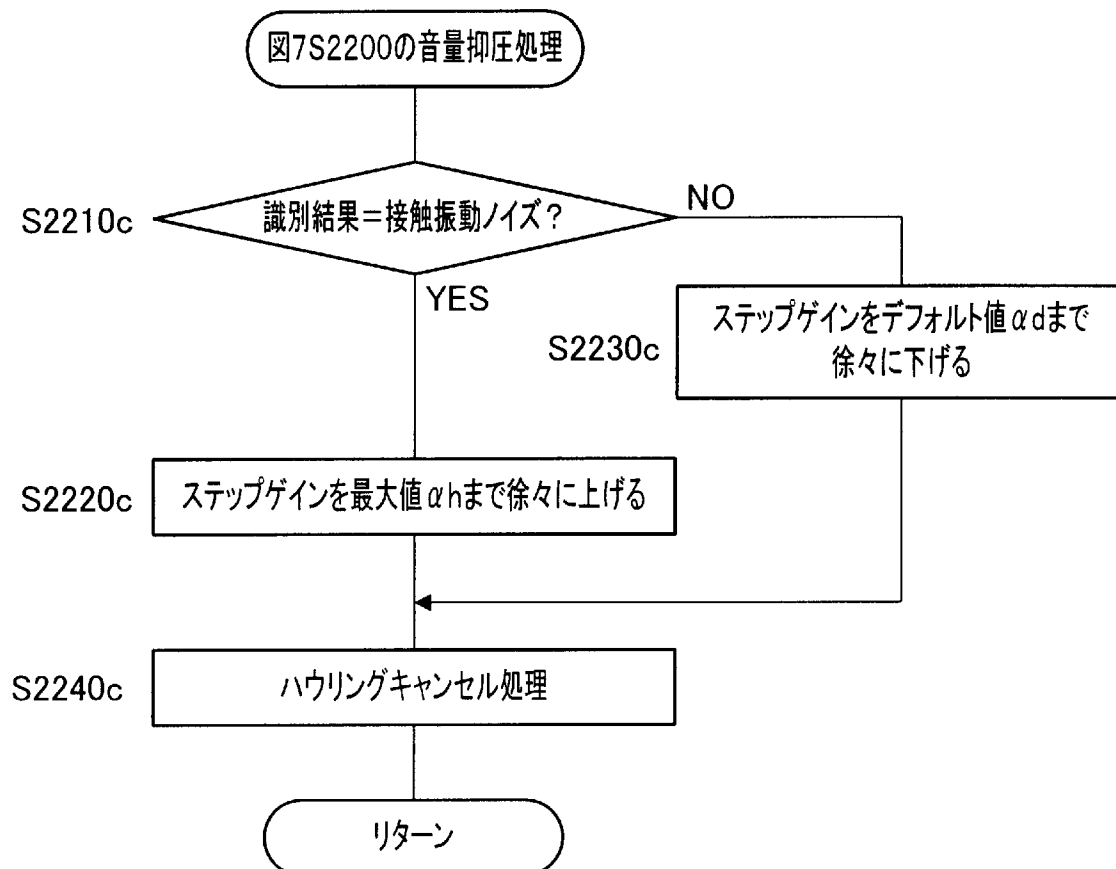 図7S2200の音量抑圧処理
S2210c
識別結果=接触振動ノイズ?
NO
YES
S2230c
ステップゲインをデフォルト値αdまで
徐々に下げる
S2220c
ステップゲインを最大値αhまで徐々に上げる
S2240c
ハウリングキャンセル処理
リターン